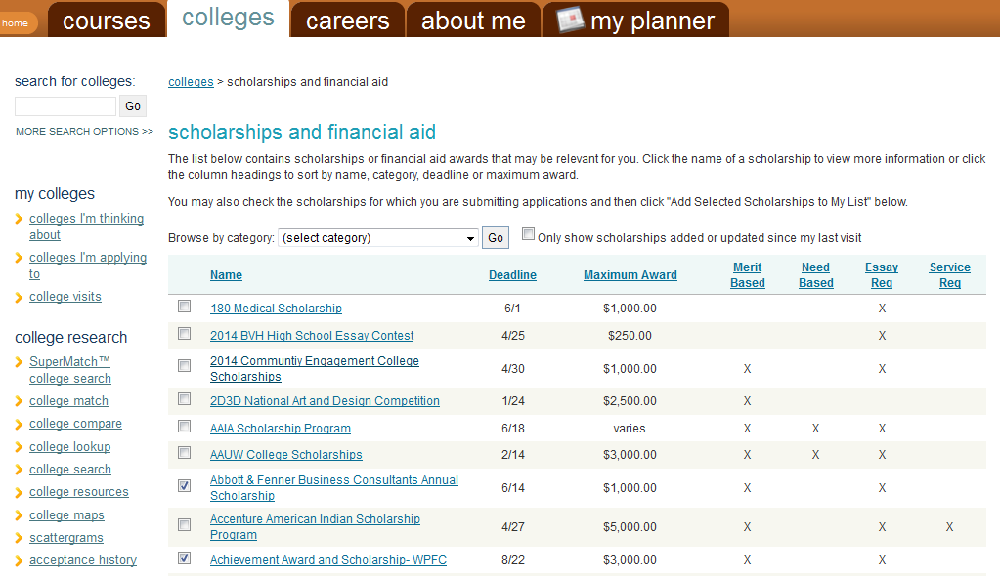 home
courses
colleges
careers
about me
my planner
search for colleges:
Go
MORE SEARCH OPTIONS >>
my colleges
colleges I'm thinking
about
colleges I'm applying
to
college visits
college research
SuperMatch™
college search
college match
college compare
college lookup
college search
college resources
college maps
scattergrams
acceptance history
colleges > scholarships and financial aid
scholarships and financial aid
The list below contains scholarships or financial aid awards that may be relevant for you. Click the name of a scholarship to view more information or click
the column headings to sort by name, category, deadline or maximum award.
You may also check the scholarships for which you are submitting applications and then click "Add Selected Scholarships to My List" below.
Browse by category: (select category) Go Only show scholarships added or updated since my last visit
Name Deadline Maximum Award Merit Based Need Based Essay Req Service Req
180 Medical Scholarship 6/1 $1,000.00 X
2014 BVH High School Essay Contest 4/25 $250.00 X
2014 Communtiy Engagement College
Scholarships 4/30 $1,000.00 X X
2D3D National Art and Design Competition 1/24 $2,500.00 X
AAIA Scholarship Program 6/18 varies X X X
AAUW College Scholarships 2/14 $3,000.00 X X X
Abbott & Fenner Business Consultants Annual
Scholarship 6/14 $1,000.00 X X
Accenture American Indian Scholarship
Program 4/27 $5,000.00 X X X
Achievement Award and Scholarship- WPFC 8/22 $3,000.00 X X